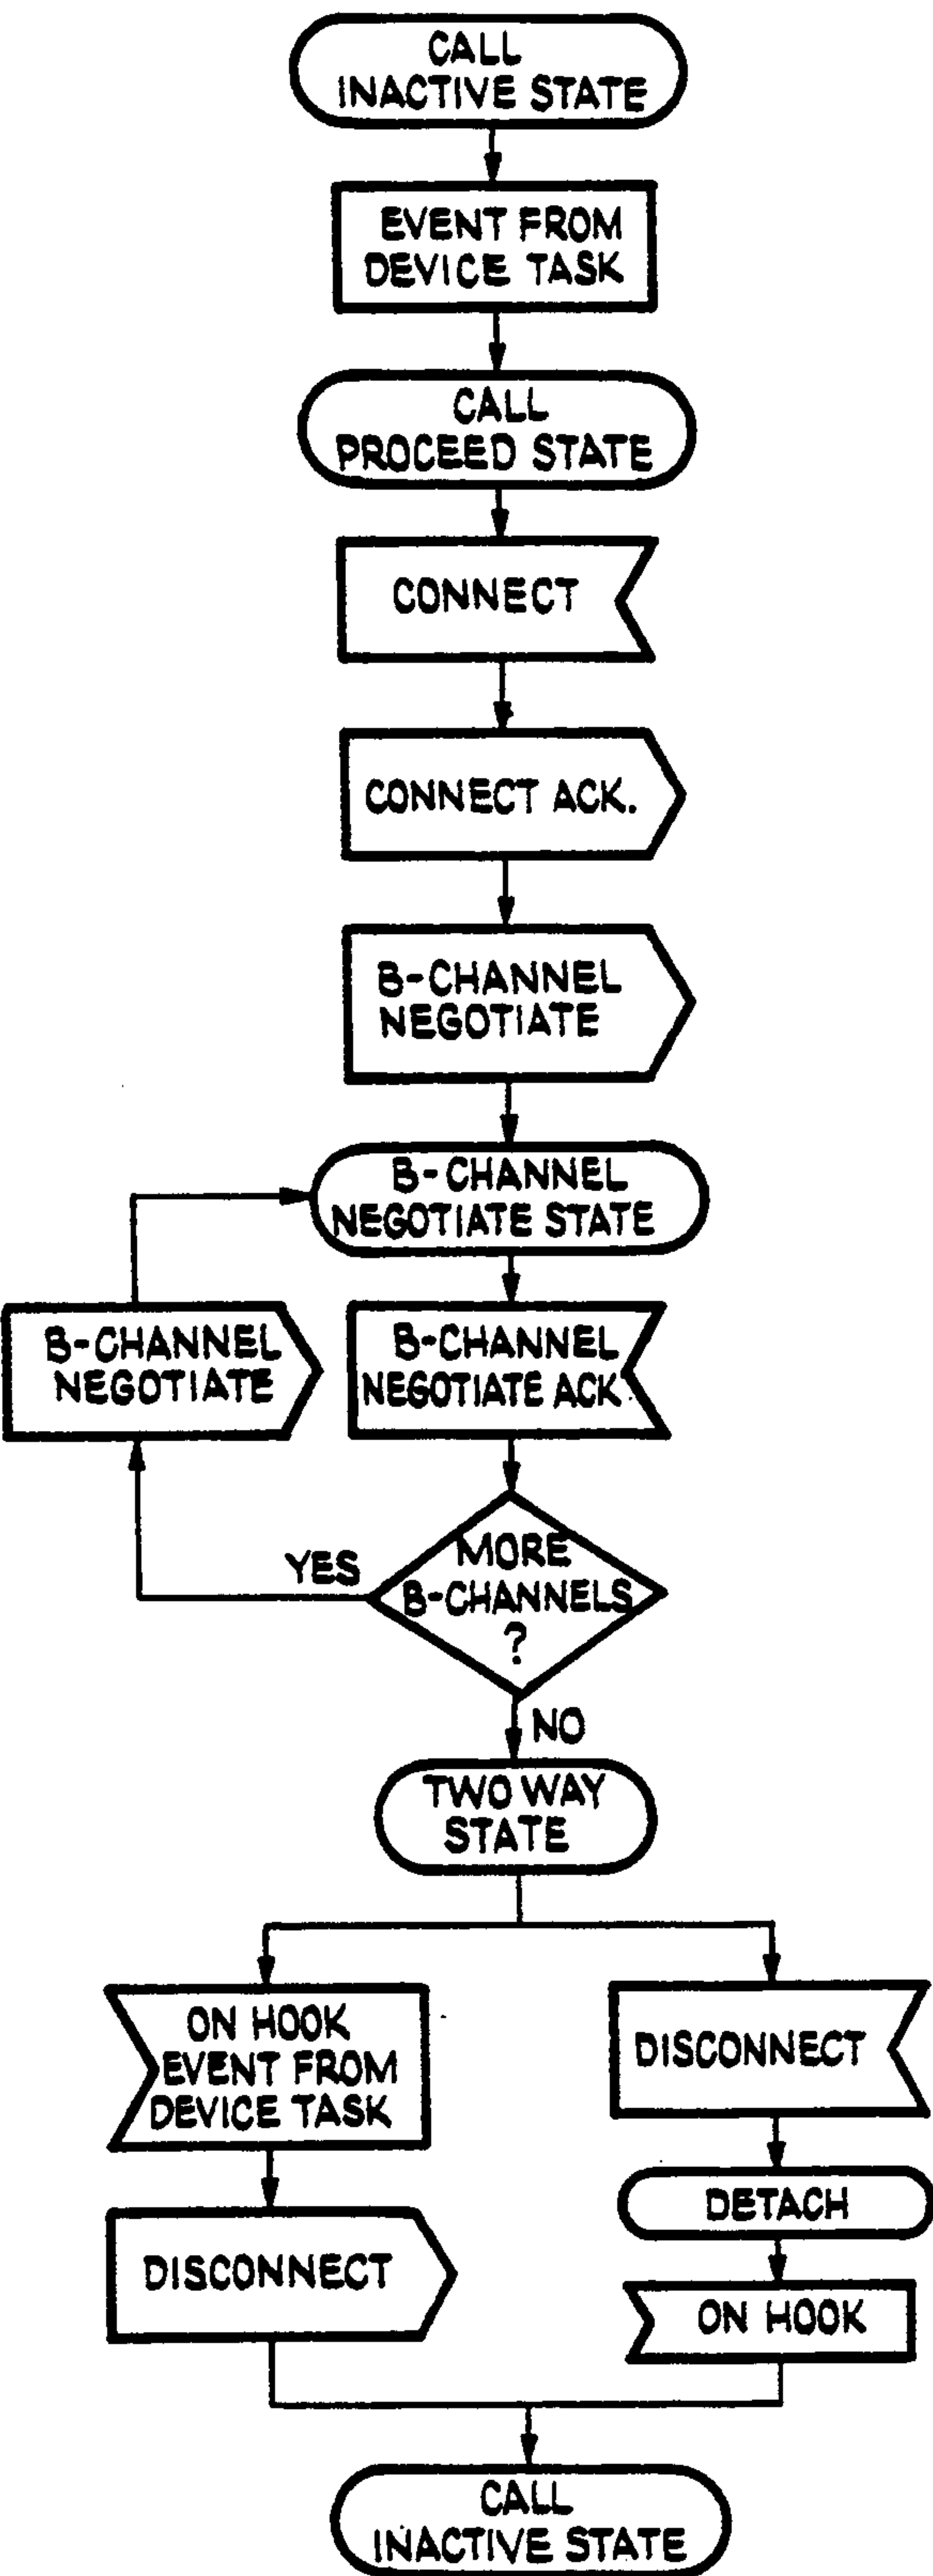 CALL
INACTIVE STATE
EVENT FROM
DEVICE TASK
CALL
PROCEED STATE
CONNECT
CONNECT ACK.
B-CHANNEL
NEGOTIATE
B-CHANNEL
NEGOTIATE STATE
B-CHANNEL
NEGOTIATE
B-CHANNEL
NEGOTIATE ACK.
YES
MORE
B-CHANNELS
?
NO
TWO WAY
STATE
ON HOOK
EVENT FROM
DEVICE TASK
DISCONNECT
DISCONNECT
DETACH
ON HOOK
CALL
INACTIVE STATE